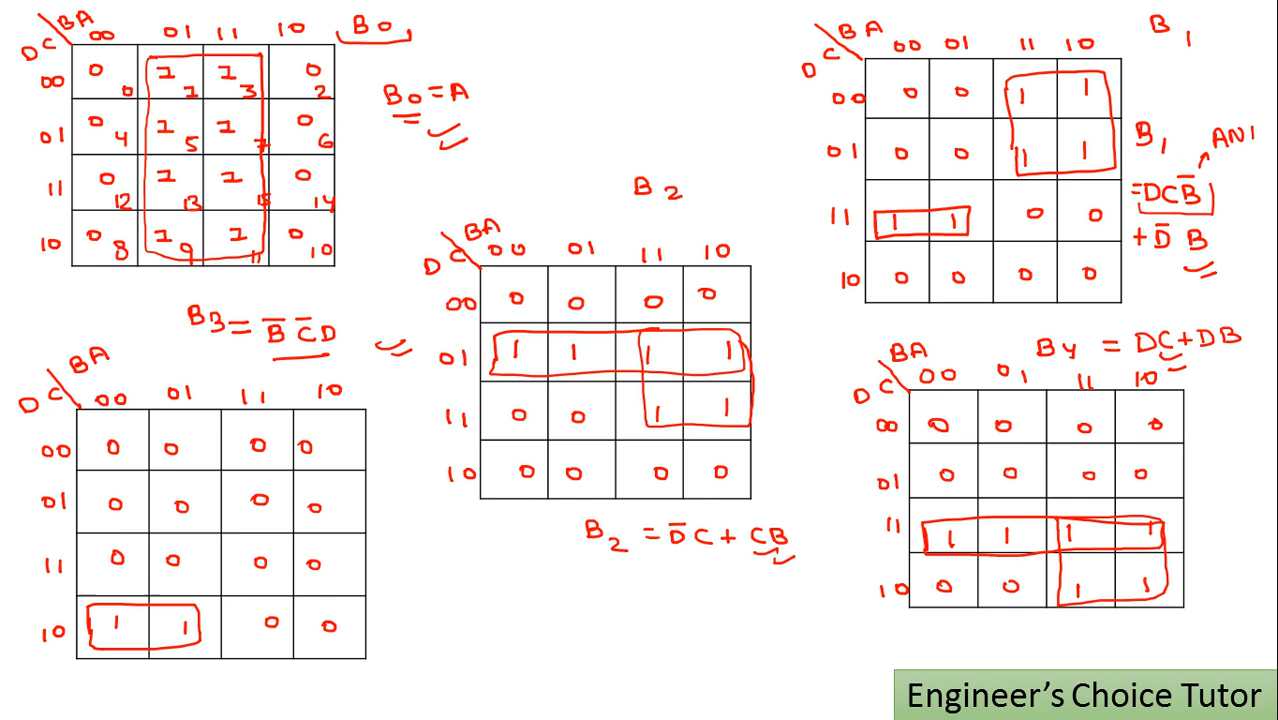 BA
DC
00 01 11 10
B0
00 0 0 1 1 1 3 0 2
01 0 4 1 5 1 7 0 6
11 0 12 1 13 1 15 0 14
10 0 8 1 9 1 11 0 10
B0 = A
BA
DC
00 01 11 10
B1
00 0 0 1 1
01 0 0 1 1
11 1 1 0 0
10 0 0 0 0
B1
= DCB̅
+ D̅ B
AN1
B2
BA
DC
00 01 11 10
00 0 0 0 0
01 1 1 1 1
11 0 0 1 1
10 0 0 0 0
B2 = D̅C + CB
B3 = B̅ C̅ D
BA
DC
00 01 11 10
00 0 0 0 0
01 0 0 0 0
11 0 0 0 0
10 1 1 0 0
B4 = DC + DB
BA
DC
00 01 11 10
00 0 0 0 0
01 0 0 0 0
11 1 1 1 1
10 0 0 1 1
Engineer's Choice Tutor